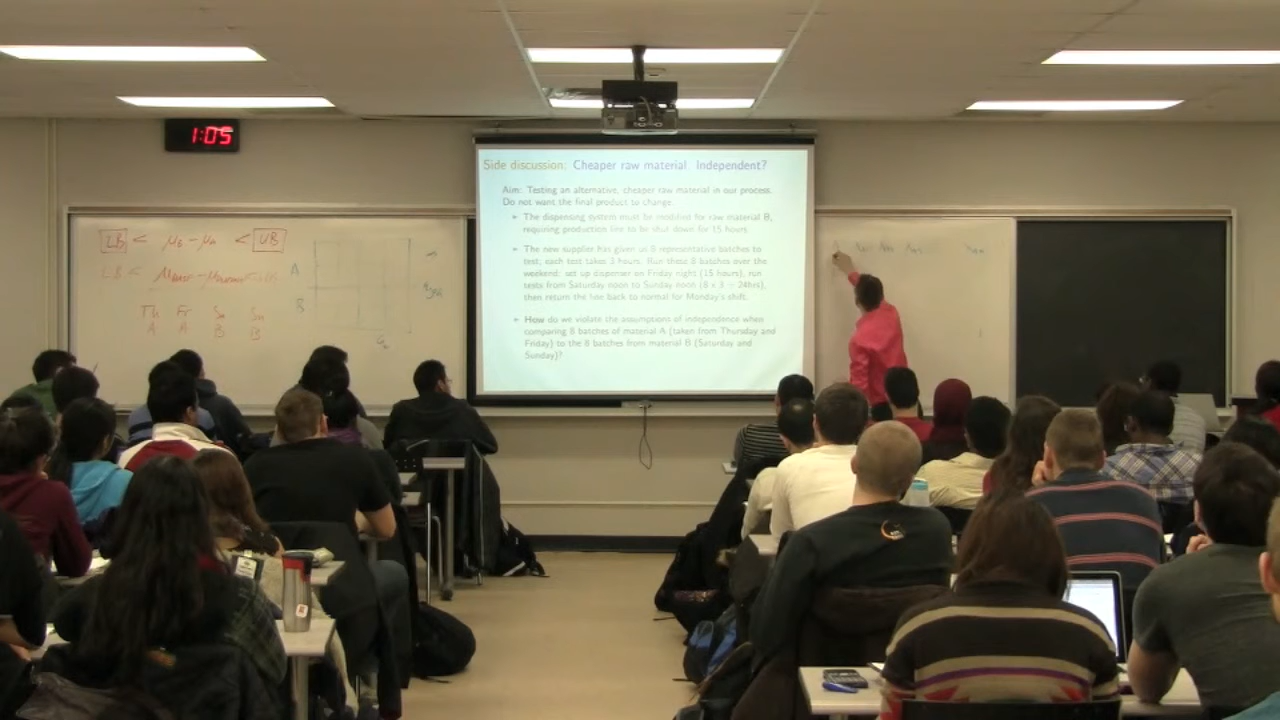 1:05
Side discussion: Cheaper raw material. Independent?
Aim: Testing an alternative, cheaper raw material in our process.
Do not want the final product to change.
The dispensing system must be modified for raw material B,
requiring production line to be shut down for 15 hours.
The new supplier has given us 8 representative batches to
test, each test takes 3 hours. Run these 8 batches over the
weekend: set up dispenser on Friday night (15 hours), run
tests from Saturday noon to Sunday noon (8 x 3 = 24hrs),
then return the line back to normal for Monday's shift.
How do we violate the assumptions of independence when
comparing 8 batches of material A (taken from Thursday and
Friday) to the 8 batches from material B (Saturday and
Sunday)?
LB < μB - μA < UB
LB <
Th Fr Sa Su
A A B B
A
B